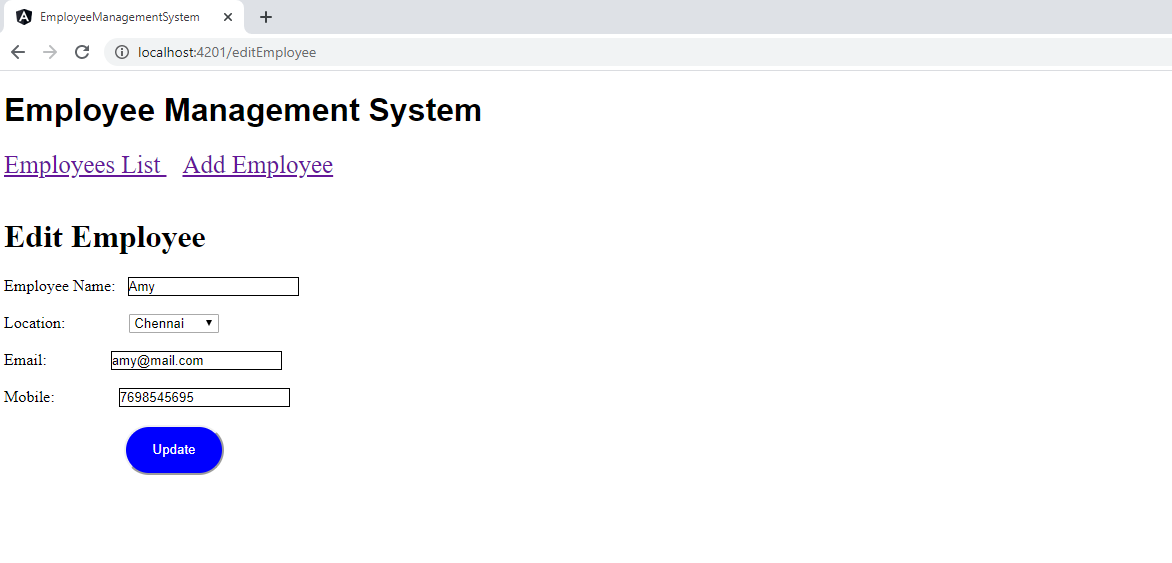 EmployeeManagementSystem
localhost:4201/editEmployee
Employee Management System
Employees List Add Employee
Edit Employee
Employee Name: Amy
Location: Chennai
Email: amy@mail.com
Mobile: 7698545695
Update